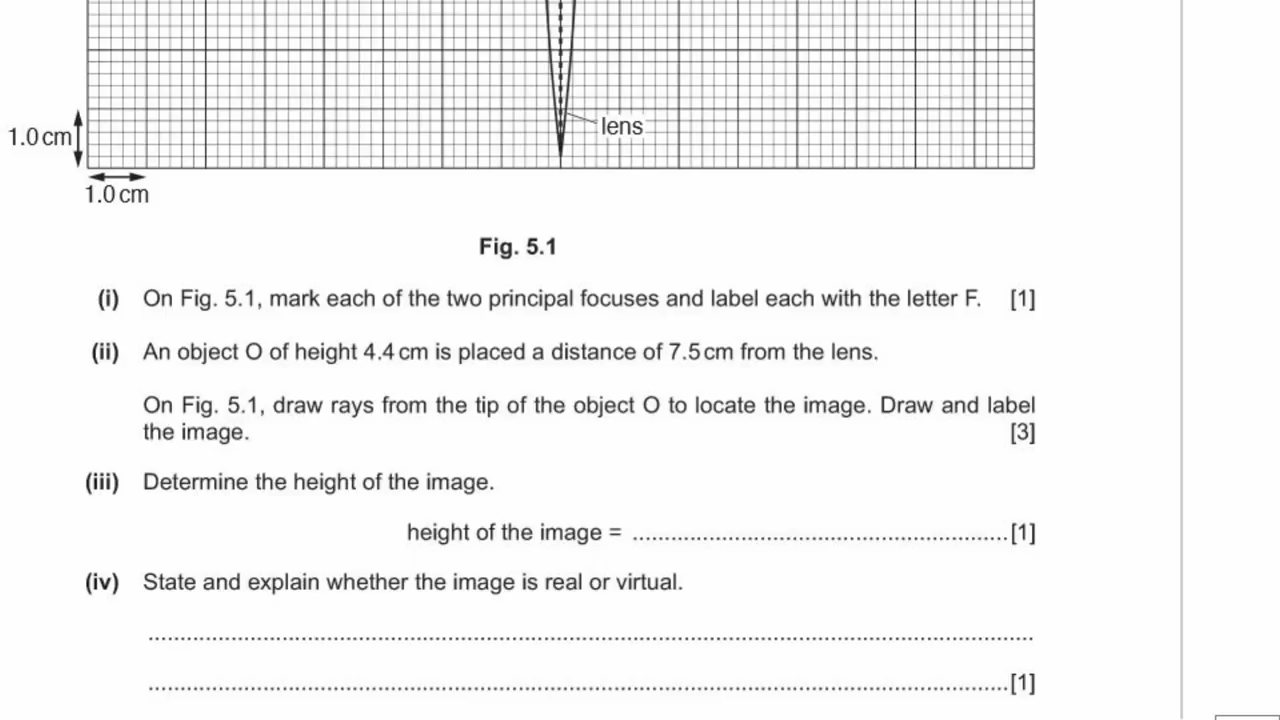 lens
1.0 cm
1.0 cm
Fig. 5.1
(i) On Fig. 5.1, mark each of the two principal focuses and label each with the letter F. [1]
(ii) An object O of height 4.4 cm is placed a distance of 7.5 cm from the lens.
On Fig. 5.1, draw rays from the tip of the object O to locate the image. Draw and label
the image. [3]
(iii) Determine the height of the image.
height of the image = .......................................................... [1]
(iv) State and explain whether the image is real or virtual.
..........................................................................................................................................
...................................................................................................................................... [1]